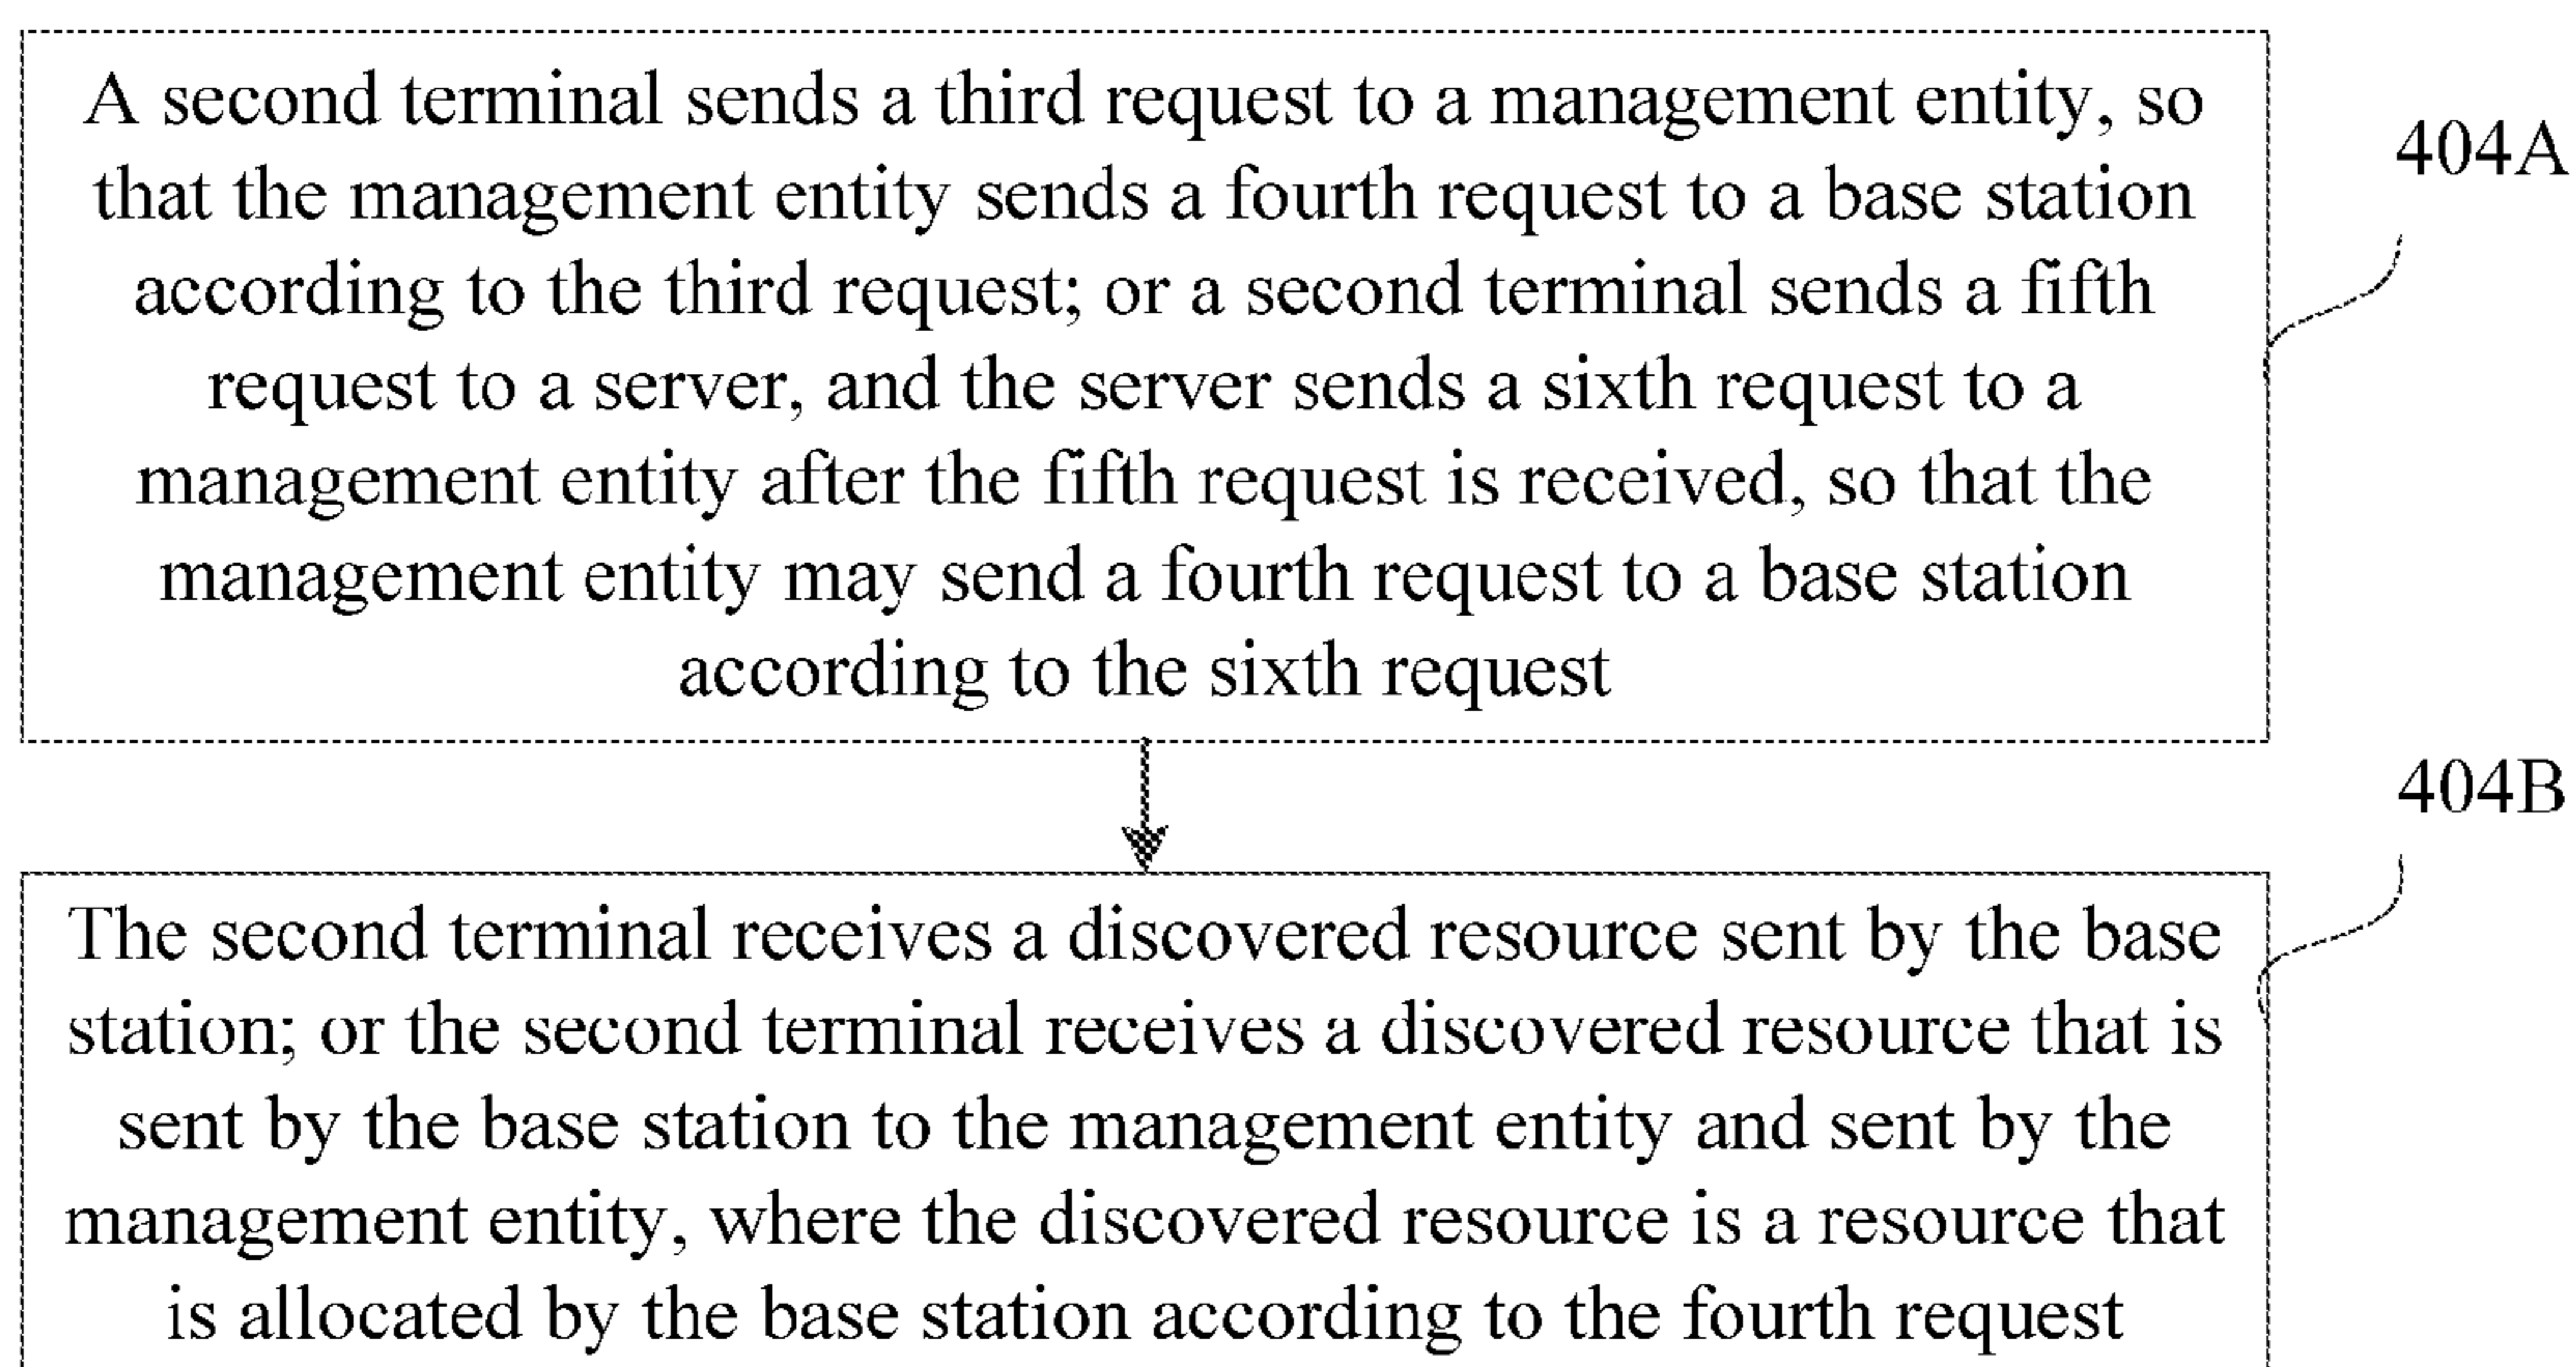 A second terminal sends a third request to a management entity, so
that the management entity sends a fourth request to a base station
according to the third request; or a second terminal sends a fifth
request to a server, and the server sends a sixth request to a
management entity after the fifth request is received, so that the
management entity may send a fourth request to a base station
according to the sixth request
404A
404B
The second terminal receives a discovered resource sent by the base
station; or the second terminal receives a discovered resource that is
sent by the base station to the management entity and sent by the
management entity, where the discovered resource is a resource that
is allocated by the base station according to the fourth request